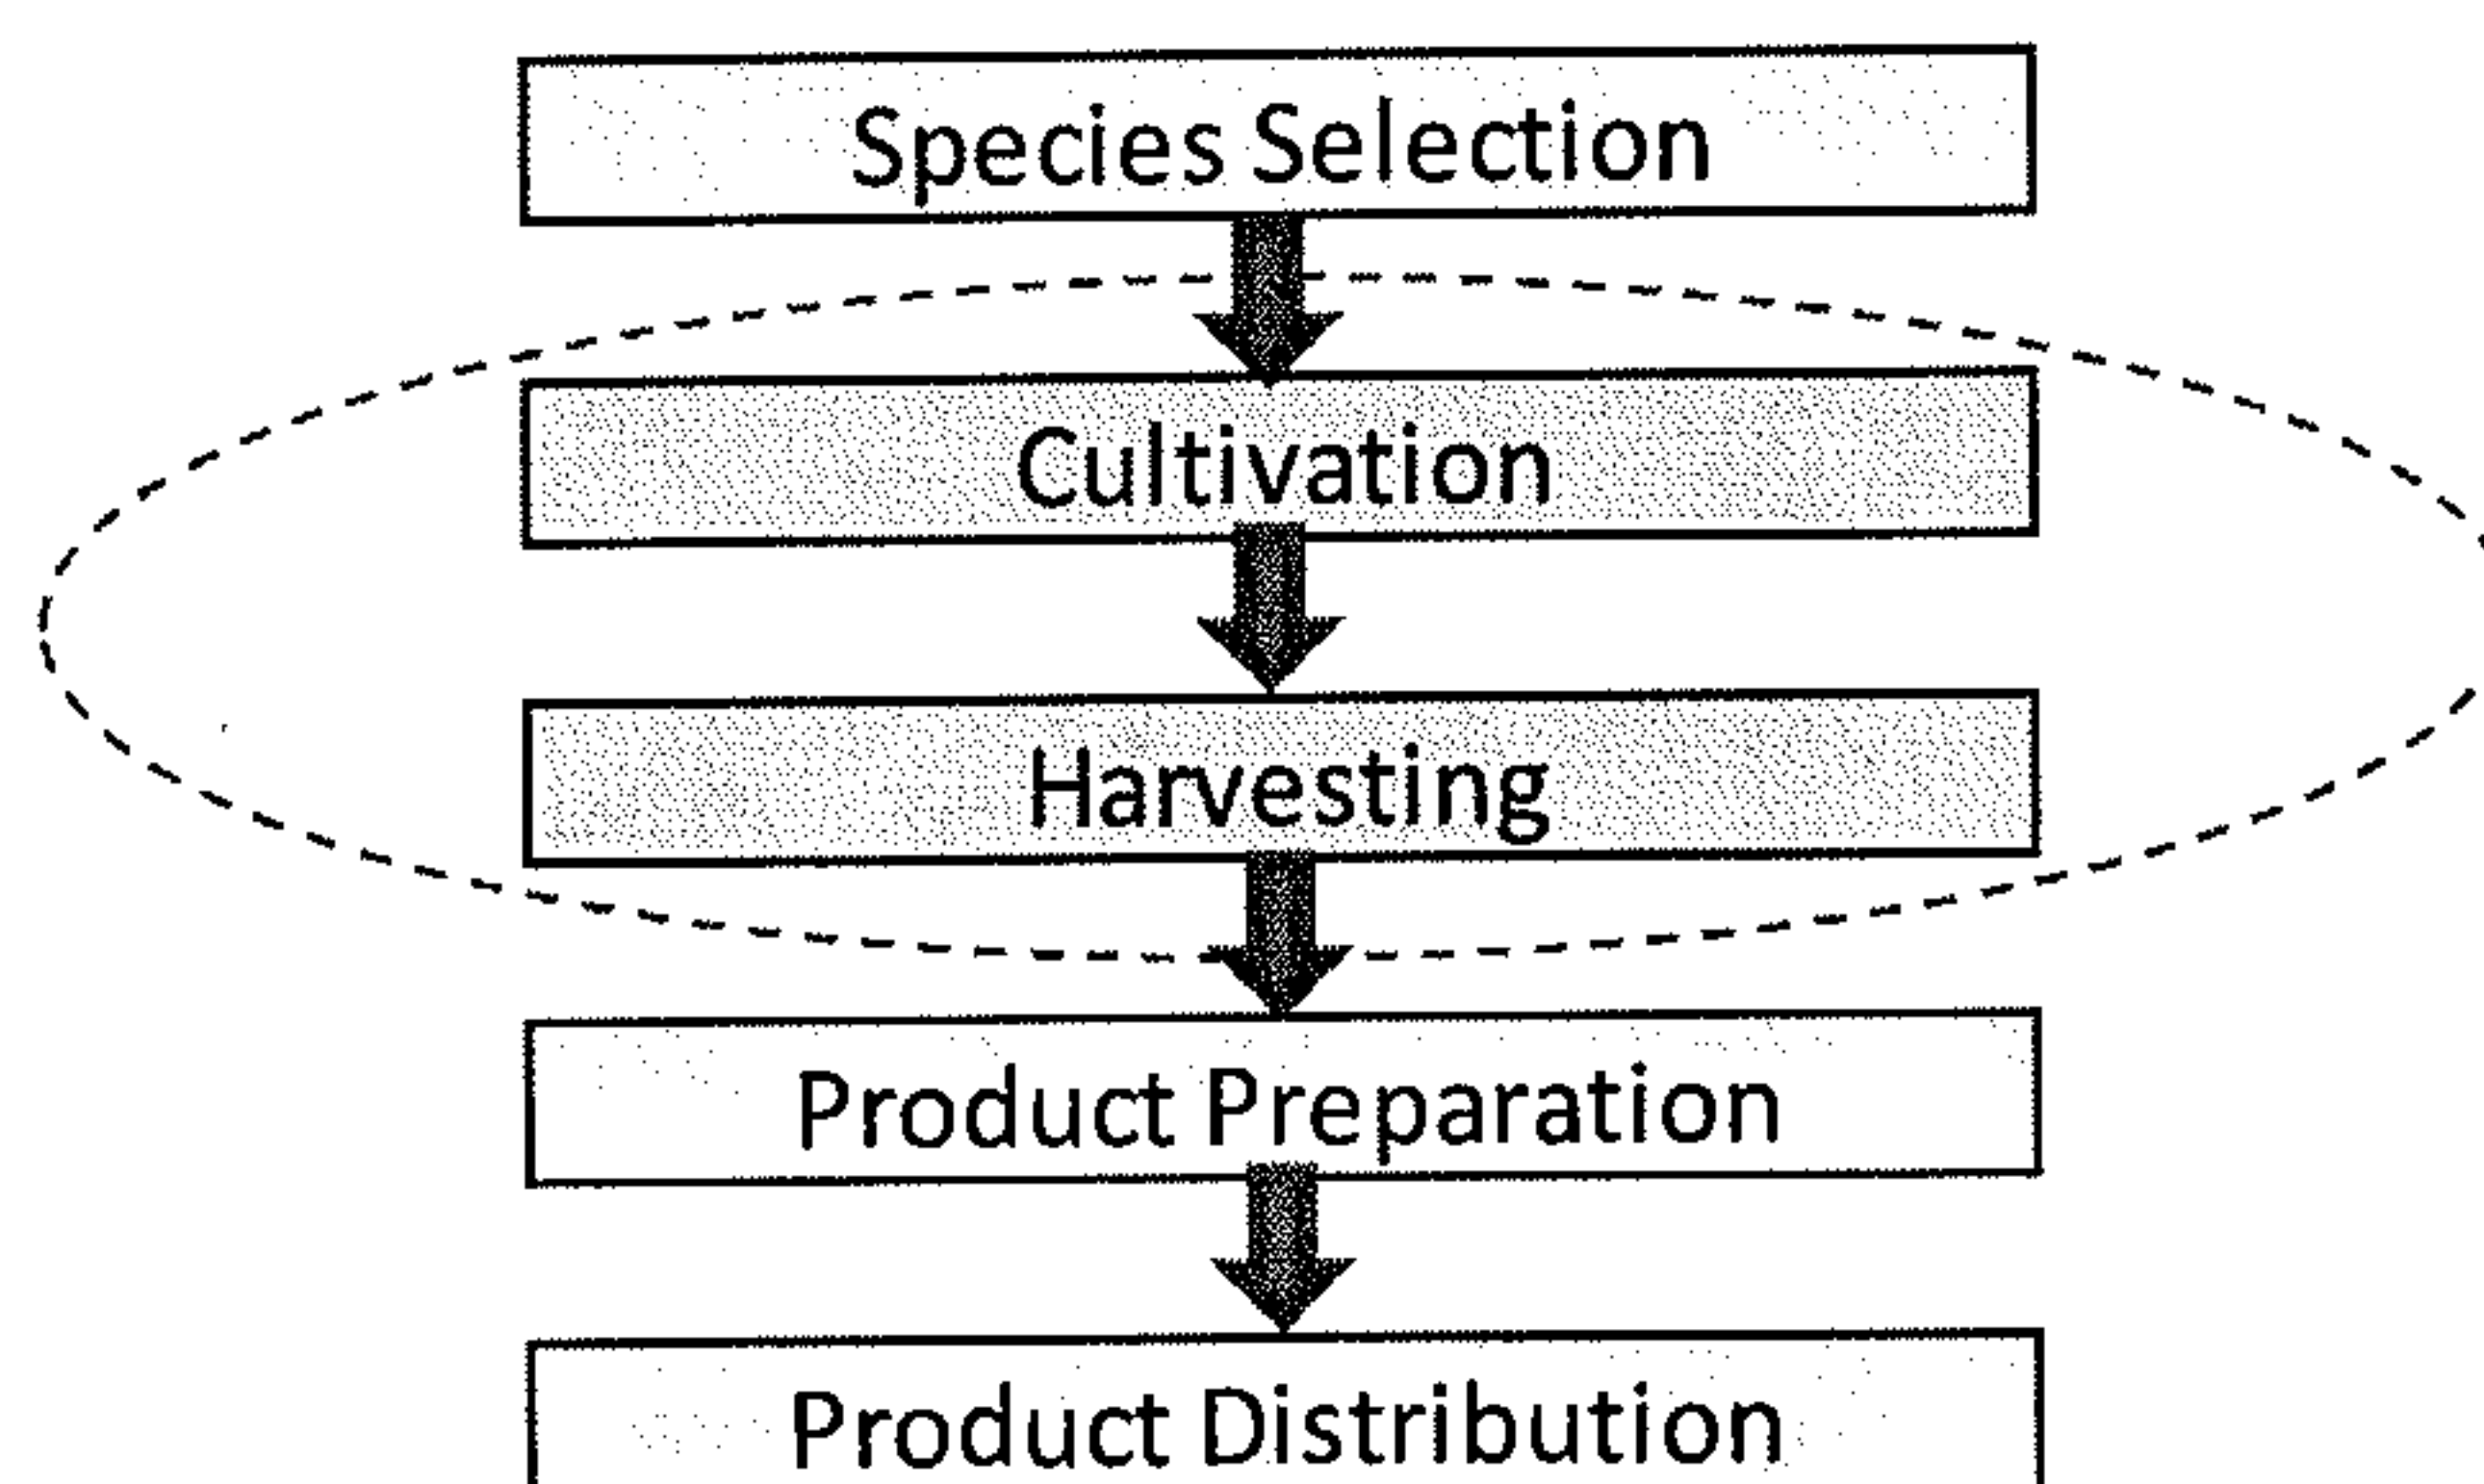 Species Selection
Cultivation
Harvesting
Product Preparation
Product Distribution